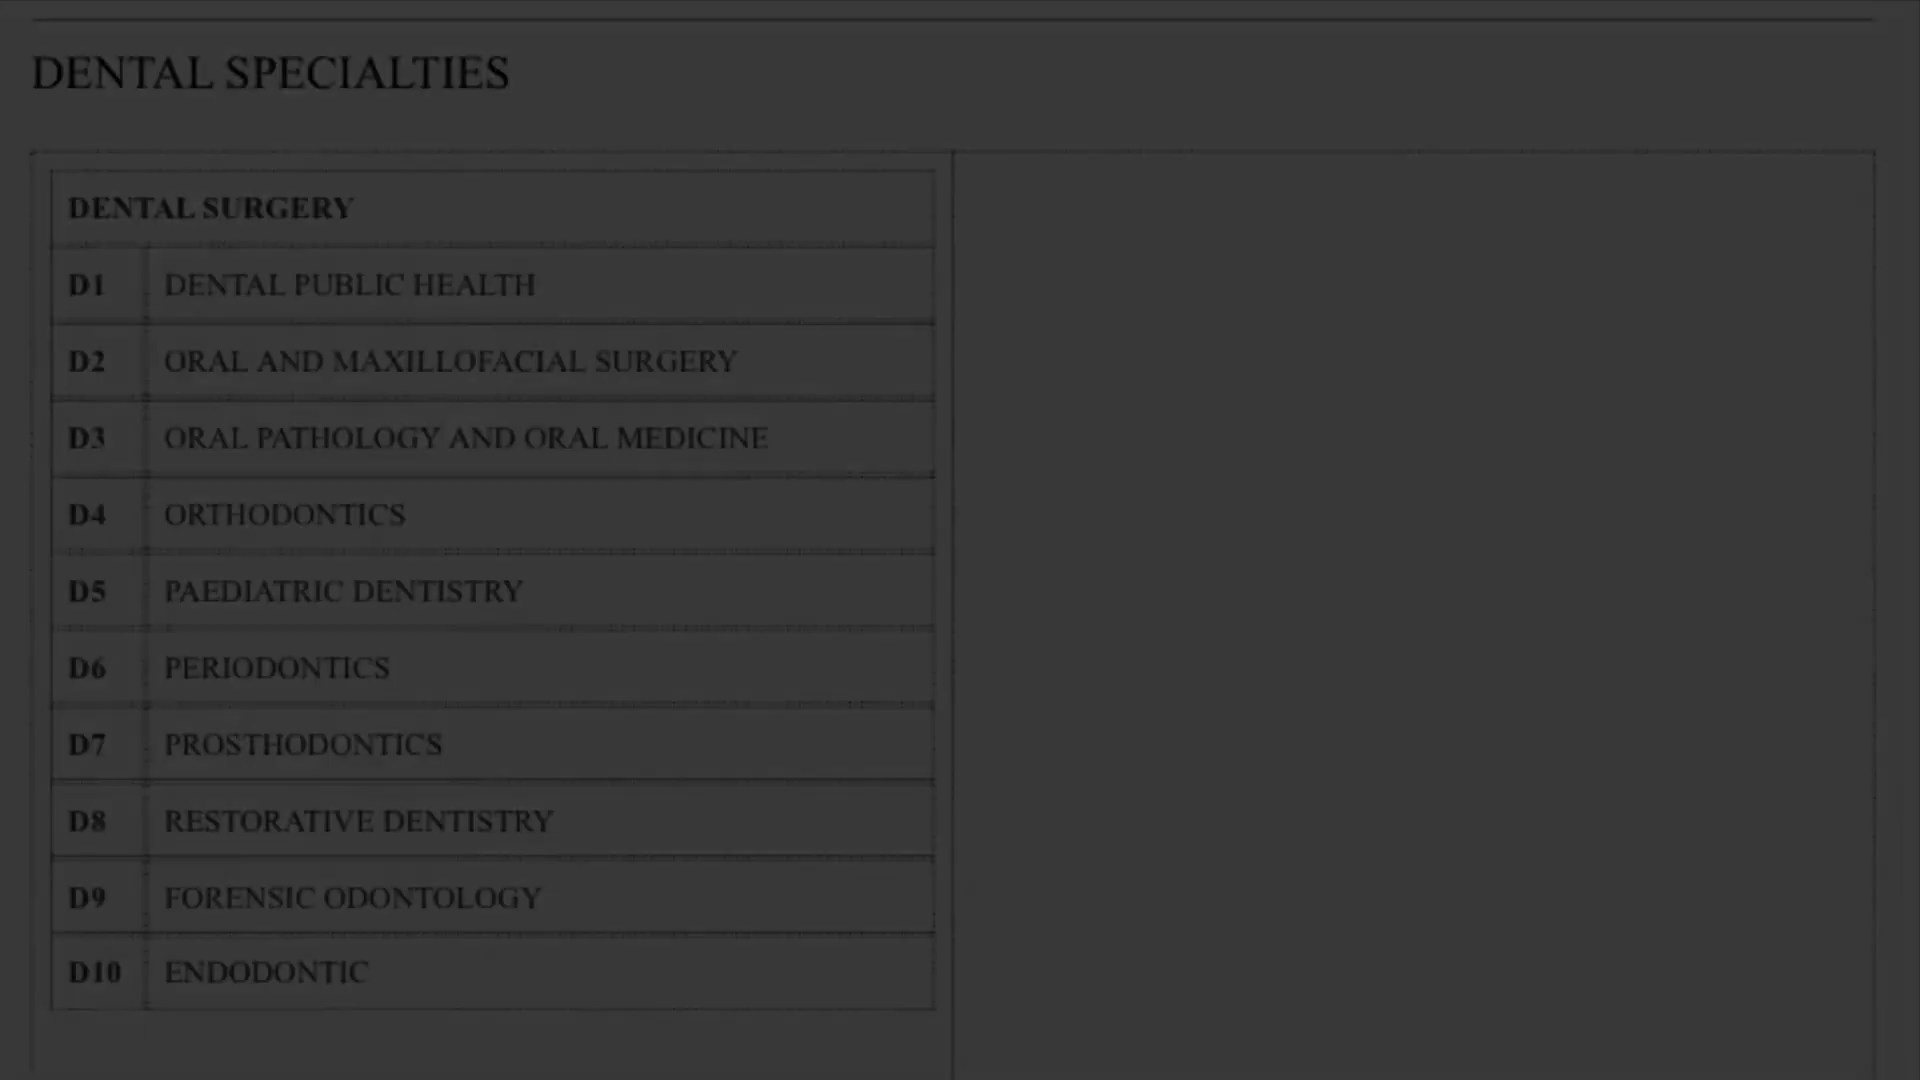 DENTAL SPECIALTIES
DENTAL SURGERY
D1 DENTAL PUBLIC HEALTH
D2 ORAL AND MAXILLOFACIAL SURGERY
D3 ORAL PATHOLOGY AND ORAL MEDICINE
D4 ORTHODONTICS
D5 PAEDIATRIC DENTISTRY
D6 PERIODONTICS
D7 PROSTHODONTICS
D8 RESTORATIVE DENTISTRY
D9 FORENSIC ODONTOLOGY
D10 ENDODONTIC